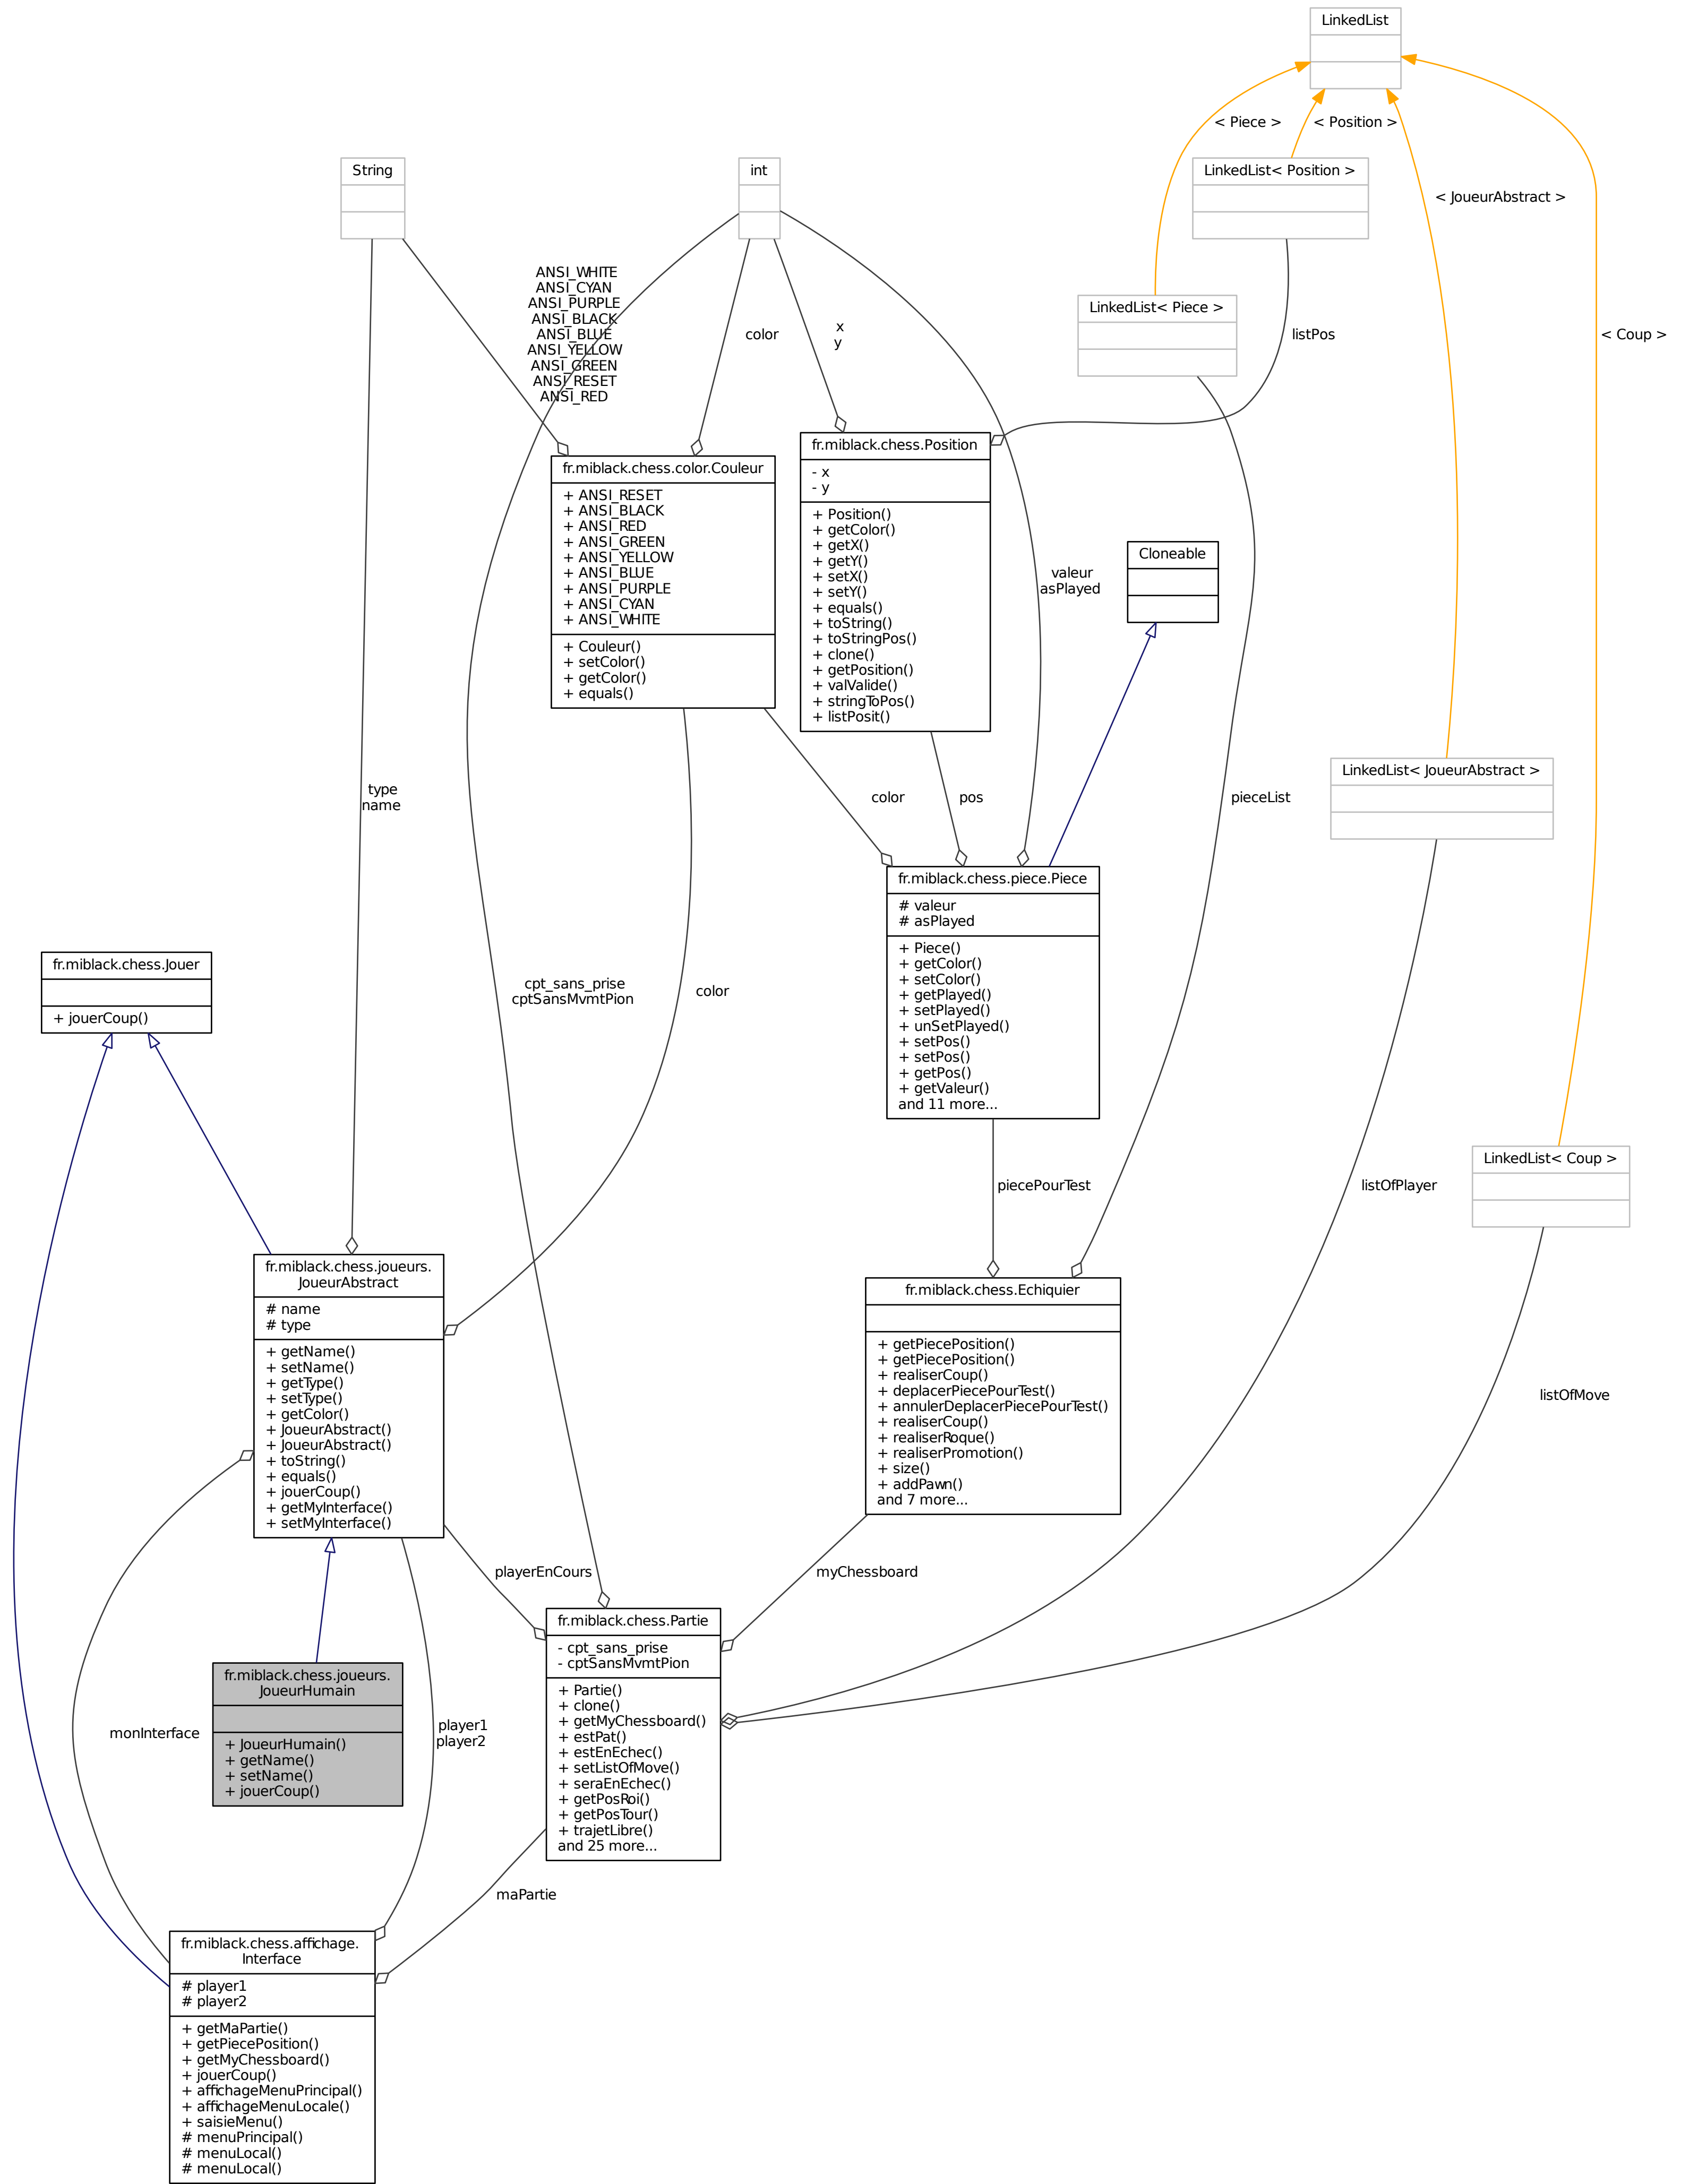 LinkedList
< Piece >
< Position >
String
int
LinkedList< Position >
< JoueurAbstract >
ANSI_WHITE
ANSI_CYAN
ANSI_PURPLE
ANSI_BLACK
ANSI_BLUE
ANSI_YELLOW
ANSI_GREEN
ANSI_RESET
ANSI_RED
color
x
y
LinkedList< Piece >
listPos
< Coup >
fr.miblack.chess.color.Couleur
+ ANSI_RESET
+ ANSI_BLACK
+ ANSI_RED
+ ANSI_GREEN
+ ANSI_YELLOW
+ ANSI_BLUE
+ ANSI_PURPLE
+ ANSI_CYAN
+ ANSI_WHITE
+ Couleur()
+ setColor()
+ getColor()
+ equals()
fr.miblack.chess.Position
- x
- y
+ Position()
+ getColor()
+ getX()
+ getY()
+ setX()
+ setY()
+ equals()
+ toString()
+ toStringPos()
+ clone()
+ getPosition()
+ valValide()
+ stringToPos()
+ listPosit()
valeur
asPlayed
Cloneable
type
name
color
pos
pieceList
LinkedList< JoueurAbstract >
fr.miblack.chess.piece.Piece
# valeur
# asPlayed
+ Piece()
+ getColor()
+ setColor()
+ getPlayed()
+ setPlayed()
+ unSetPlayed()
+ setPos()
+ setPos()
+ getPos()
+ getValeur()
and 11 more...
fr.miblack.chess.Jouer
+ jouerCoup()
cpt_sans_prise
cptSansMvmtPion
color
piecePourTest
listOfPlayer
LinkedList< Coup >
fr.miblack.chess.joueurs.
JoueurAbstract
# name
# type
+ getName()
+ setName()
+ getType()
+ setType()
+ getColor()
+ JoueurAbstract()
+ JoueurAbstract()
+ toString()
+ equals()
+ jouerCoup()
+ getMyInterface()
+ setMyInterface()
fr.miblack.chess.Echiquier
+ getPiecePosition()
+ getPiecePosition()
+ realiserCoup()
+ deplacerPiecePourTest()
+ annulerDeplacerPiecePourTest()
+ realiserCoup()
+ realiserRoque()
+ realiserPromotion()
+ size()
+ addPawn()
and 7 more...
listOfMove
playerEnCours
myChessboard
fr.miblack.chess.joueurs.
JoueurHumain
+ JoueurHumain()
+ getName()
+ setName()
+ jouerCoup()
monInterface
player1
player2
fr.miblack.chess.Partie
- cpt_sans_prise
- cptSansMvmtPion
+ Partie()
+ clone()
+ getMyChessboard()
+ estPat()
+ estEnEchec()
+ setListOfMove()
+ seraEnEchec()
+ getPosRoi()
+ getPosTour()
+ trajetLibre()
and 25 more...
maPartie
fr.miblack.chess.affichage.
Interface
# player1
# player2
+ getMaPartie()
+ getPiecePosition()
+ getMyChessboard()
+ jouerCoup()
+ affichageMenuPrincipal()
+ affichageMenuLocale()
+ saisieMenu()
# menuPrincipal()
# menuLocal()
# menuLocal()